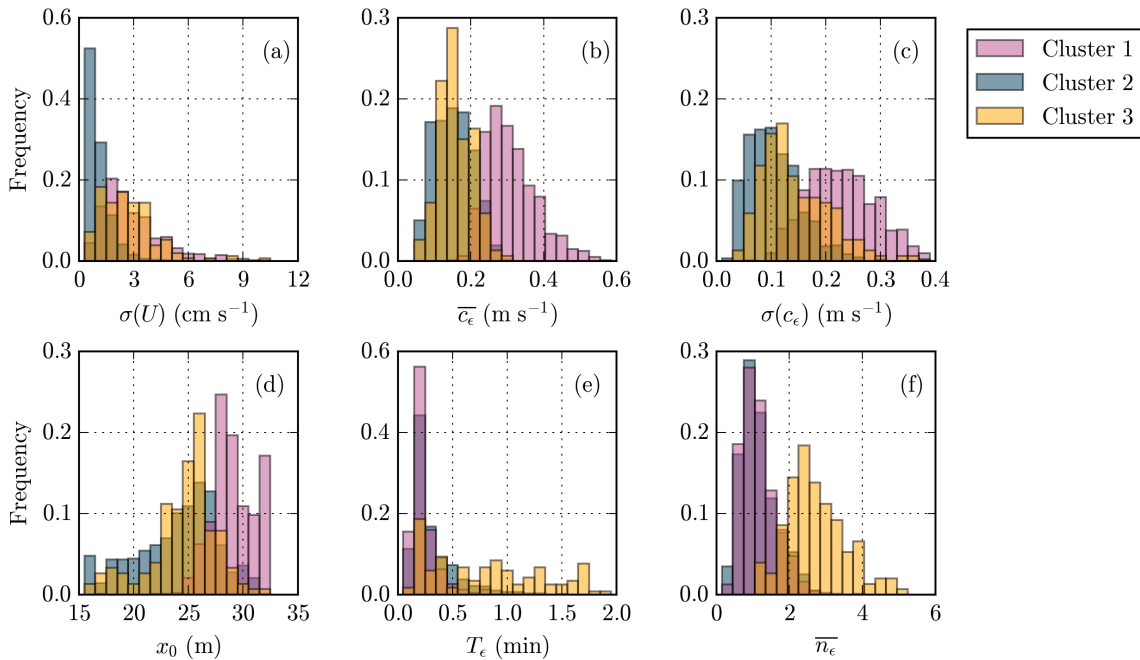 0.6 (a) 0.3 (b) 0.3 (c) Cluster 1
Cluster 2
Cluster 3
0.4 0.2 0.2
0.2 0.1 0.1
0.0 0.0 0.0
Frequency
0 3 6 9 12 0.0 0.2 0.4 0.6 0.0 0.1 0.2 0.3 0.4
σ(U) (cm s⁻¹) c̅ϵ̅ (m s⁻¹) σ(cϵ) (m s⁻¹)
0.3 (d) 0.6 (e) 0.3 (f)
0.2 0.4 0.2
0.1 0.2 0.1
0.0 0.0 0.0
Frequency
15 20 25 30 35 0.0 0.5 1.0 1.5 2.0 0 2 4 6
x₀ (m) Tϵ (min) n̅ϵ̅